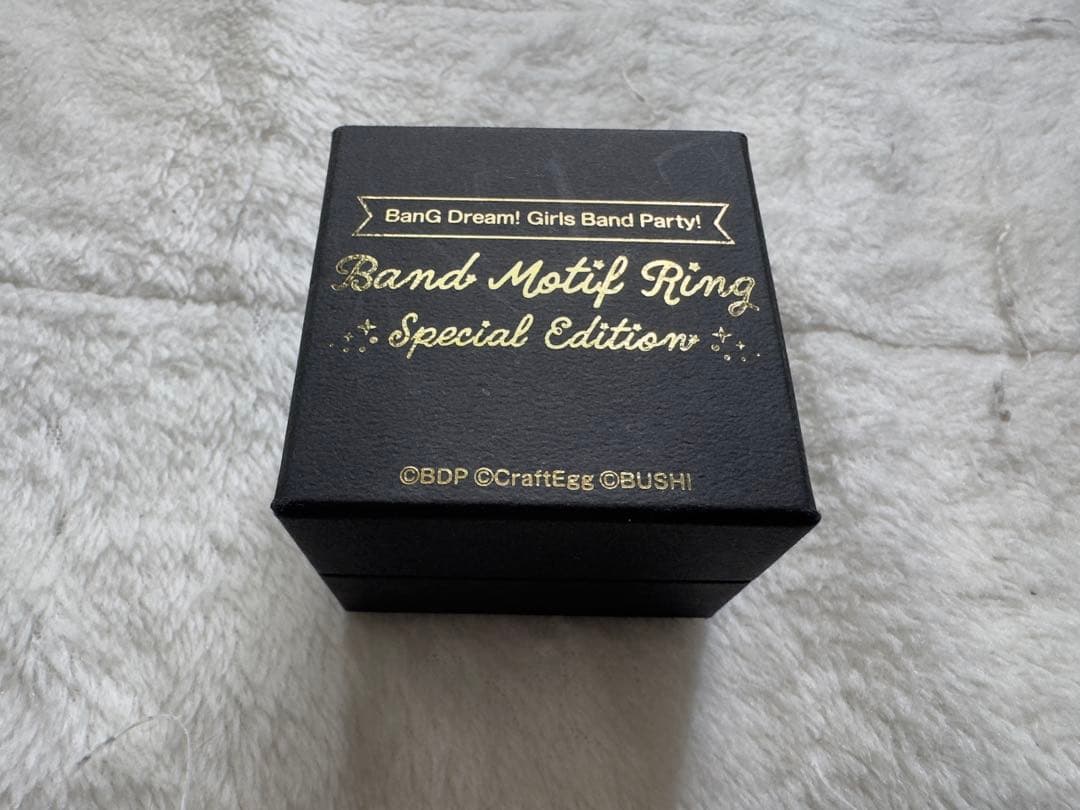 BanG Dream! Girls Band Party!
Band Motif Ring
Special Edition
©BDP ©CraftEgg ©BUSHI